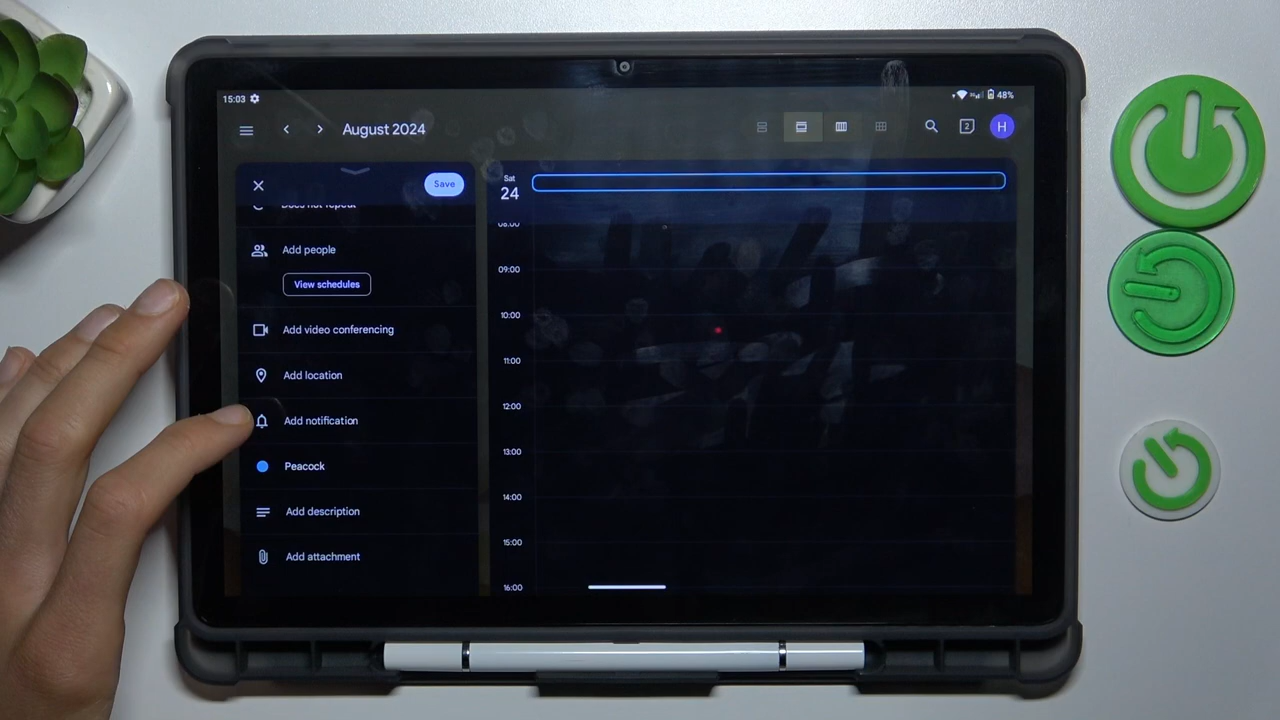 15:03
48%
August 2024
2
H
Save
Does not repeat
Add people
View schedules
Add video conferencing
Add location
Add notification
Peacock
Add description
Add attachment
Sat
24
08:00
09:00
10:00
11:00
12:00
13:00
14:00
15:00
16:00